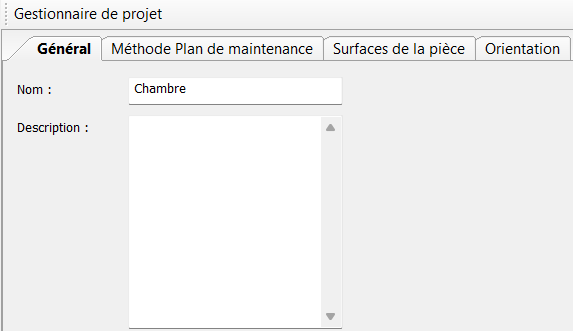 Gestionnaire de projet
Général Méthode Plan de maintenance Surfaces de la pièce Orientation
Nom : Chambre
Description :